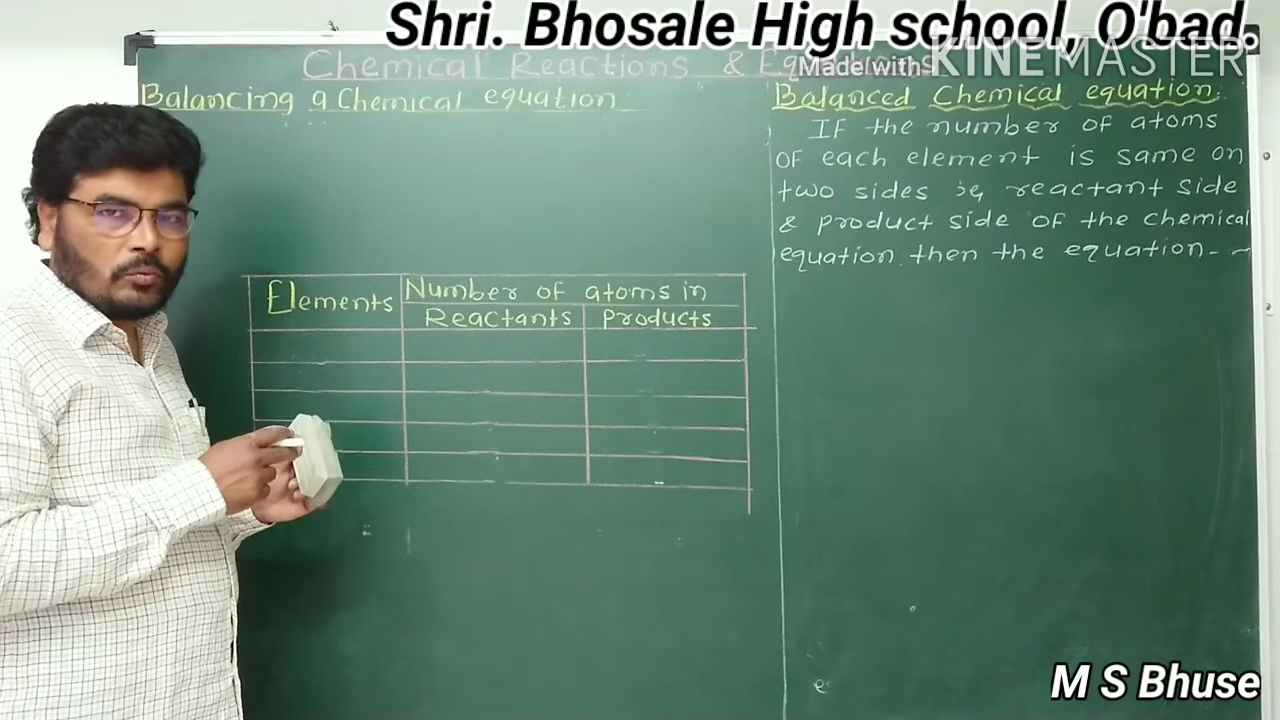 Shri. Bhosale High school, O'bad.
Made with KINEMASTER
Chemical Reactions & Equations
Balancing a Chemical equation
Balanced Chemical equation:
If the number of atoms
of each element is same on
two sides ie reactant side
& product side of the chemical
equation. then the equation--
Elements
Number of atoms in
Reactants
Products
M S Bhuse